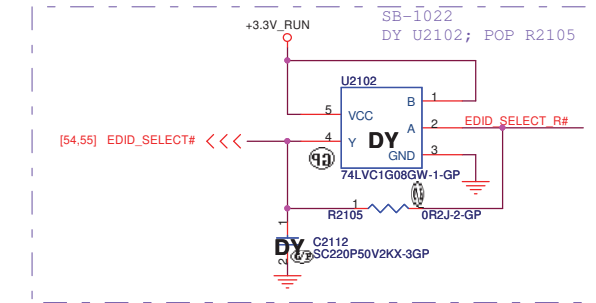 SB-1022
DY U2102; POP R2105
+3.3V_RUN
U2102
B 1
5 VCC
A 2 EDID_SELECT_R#
[54,55] EDID_SELECT# 4 Y DY
GND 3
74LVC1G08GW-1-GP
R2105 1 0R2J-2-GP
1
DY C2112
2 SC220P50V2KX-3GP